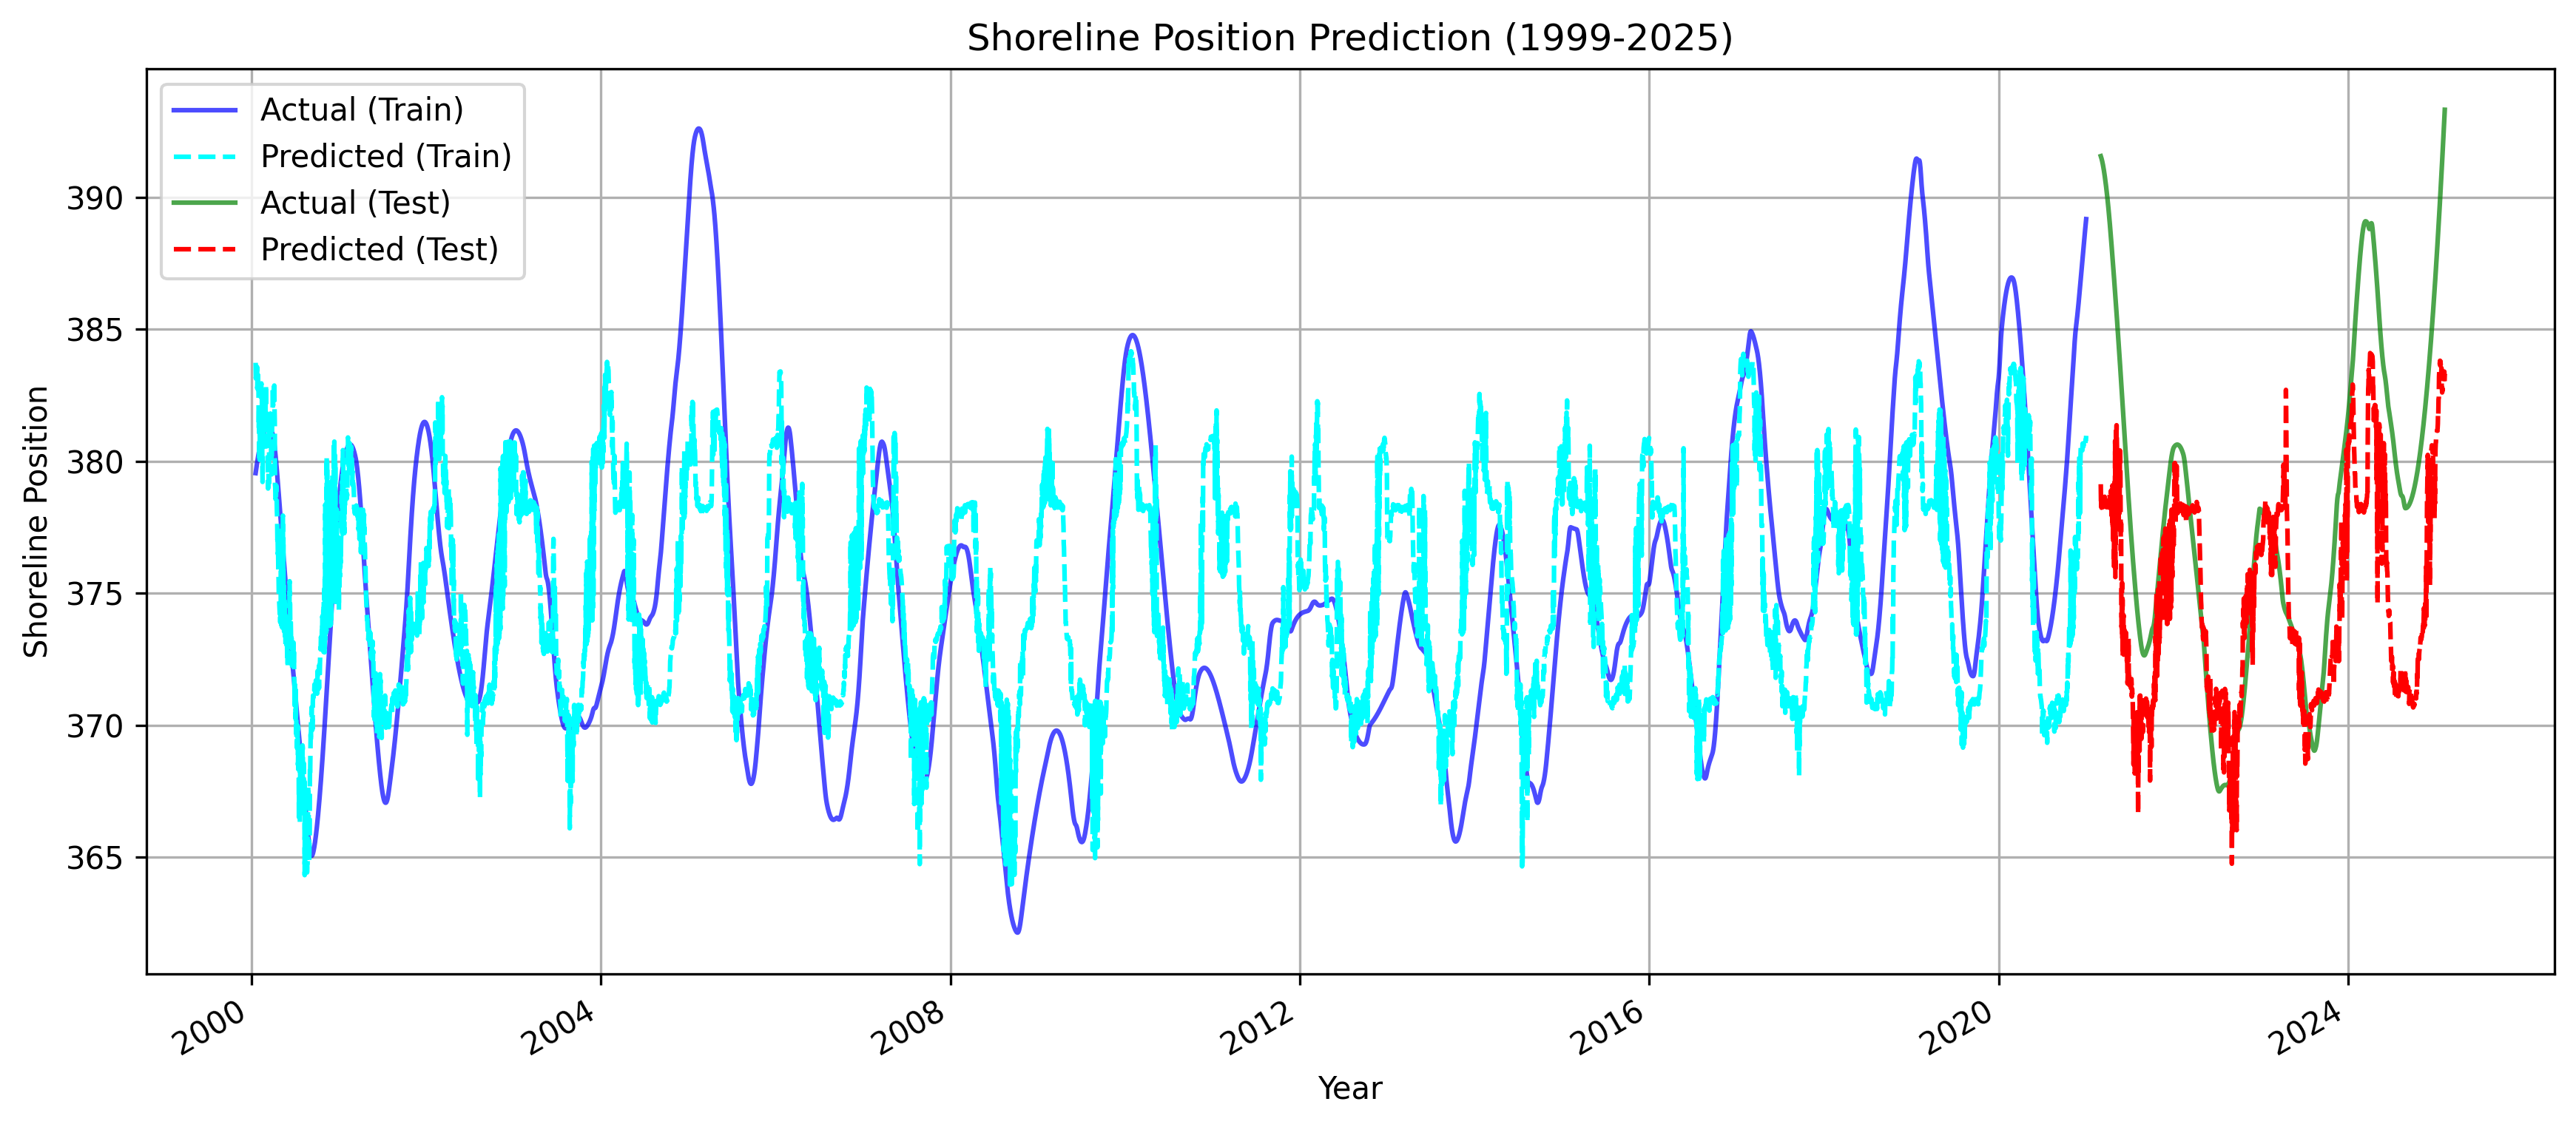 Shoreline Position Prediction (1999-2025)
Actual (Train)
Predicted (Train)
Actual (Test)
Predicted (Test)
Shoreline Position
390
385
380
375
370
365
2000
2004
2008
2012
2016
2020
2024
Year